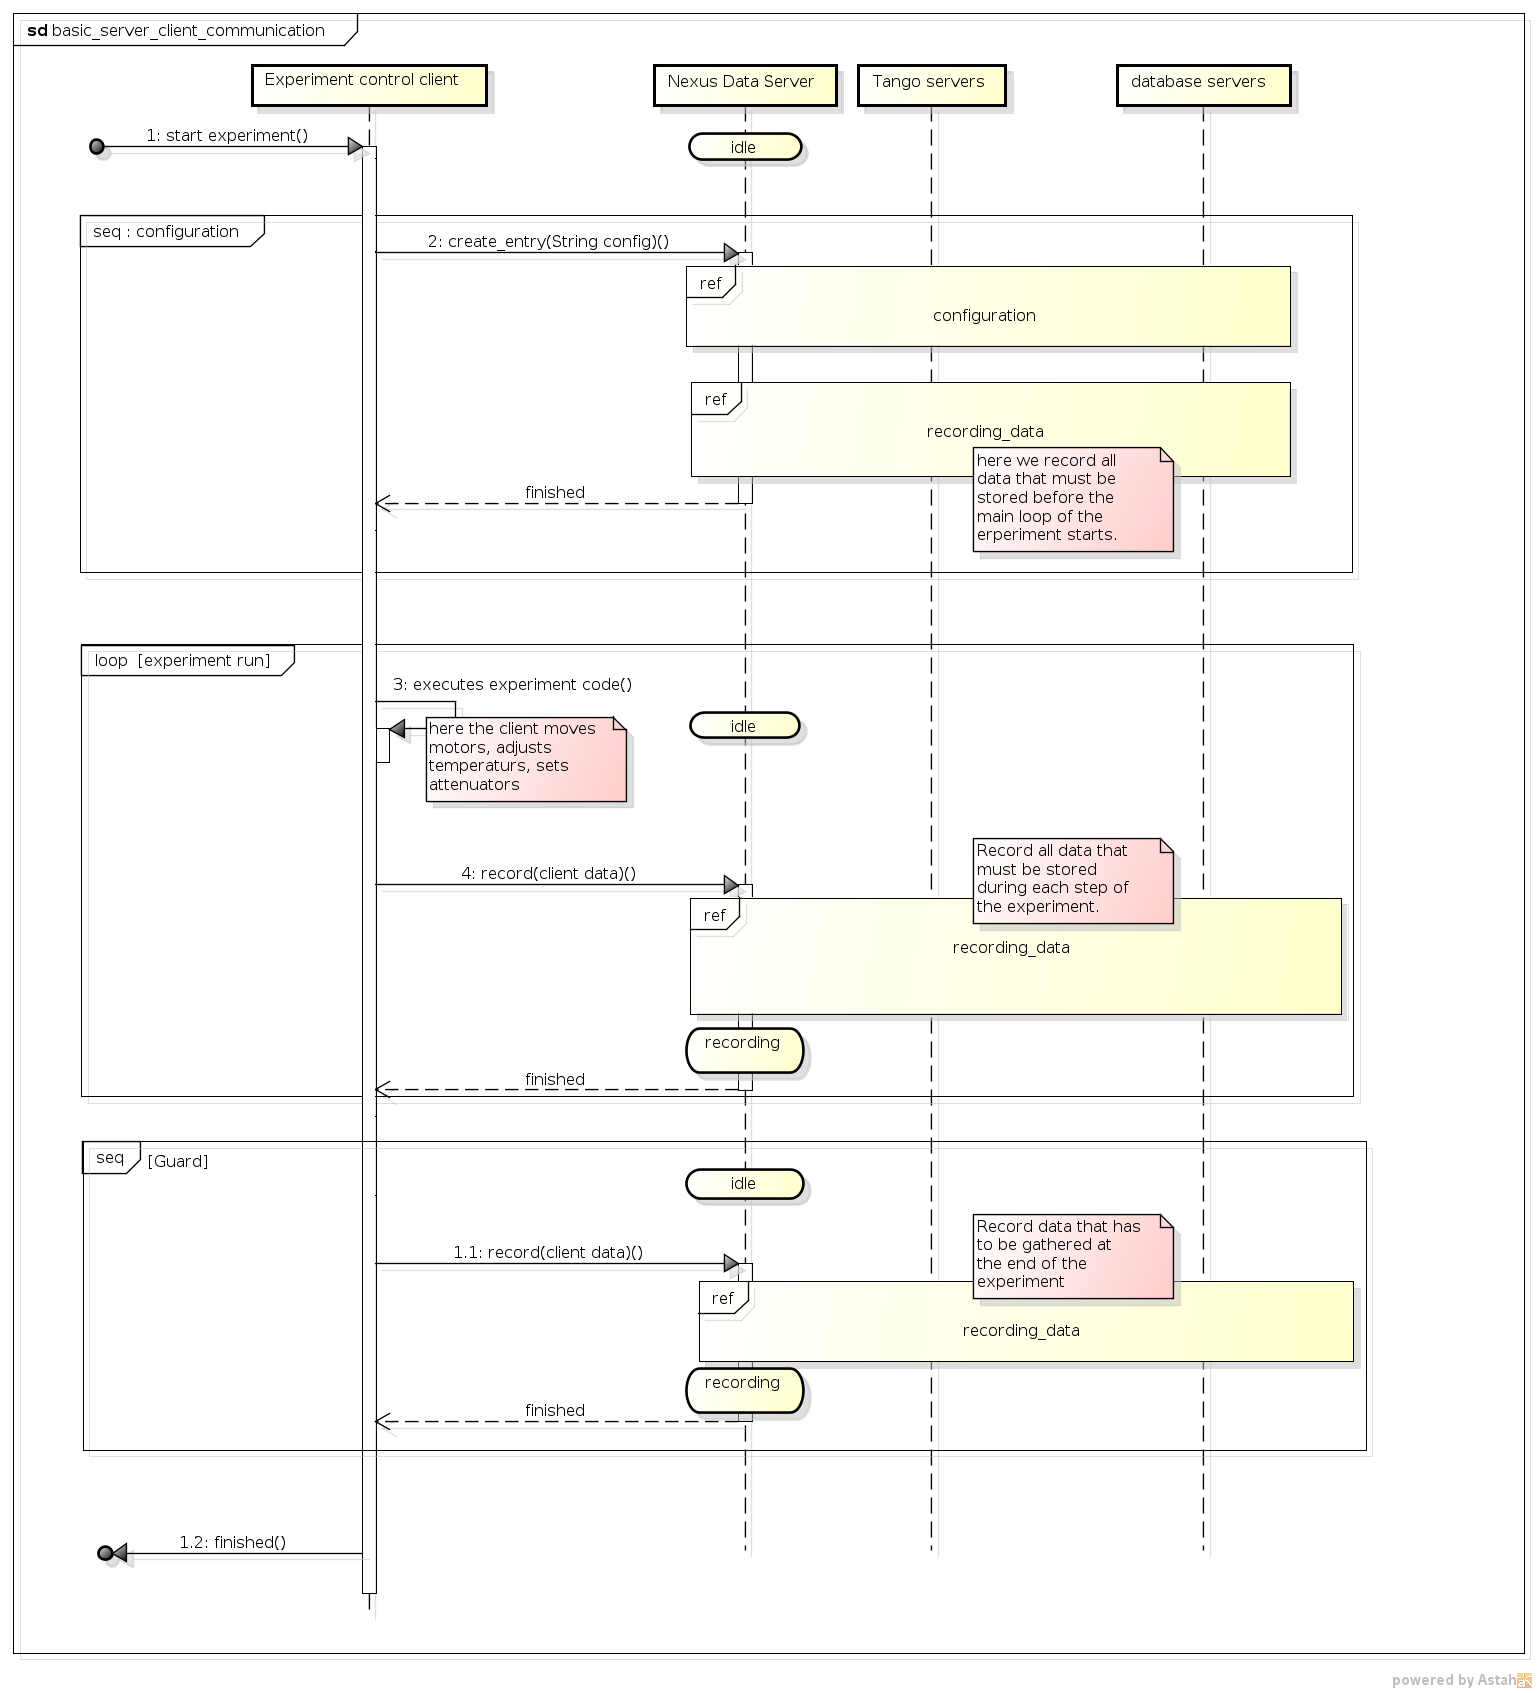 sd basic_server_client_communication
Experiment control client
Nexus Data Server
Tango servers
database servers
1: start experiment()
idle
seq : configuration
2: create_entry(String config)()
ref
configuration
ref
recording_data
here we record all
data that must be
stored before the
main loop of the
erperiment starts.
finished
loop [experiment run]
3: executes experiment code()
here the client moves
motors, adjusts
temperaturs, sets
attenuators
idle
Record all data that
must be stored
during each step of
the experiment.
4: record(client data)()
ref
recording_data
recording
finished
seq
[Guard]
idle
Record data that has
to be gathered at
the end of the
experiment
1.1: record(client data)()
ref
recording_data
recording
finished
1.2: finished()
powered by Astah